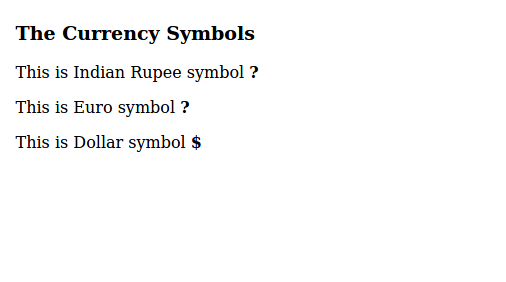 The Currency Symbols
This is Indian Rupee symbol ?
This is Euro symbol ?
This is Dollar symbol $